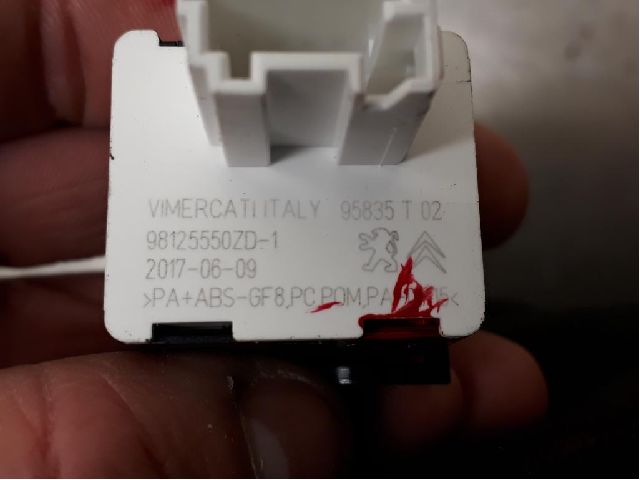 VIMERCATI ITALY 95835 T 02
98125550ZD-1
2017-06-09
>PA+ABS-GF8,PC,POM,PA